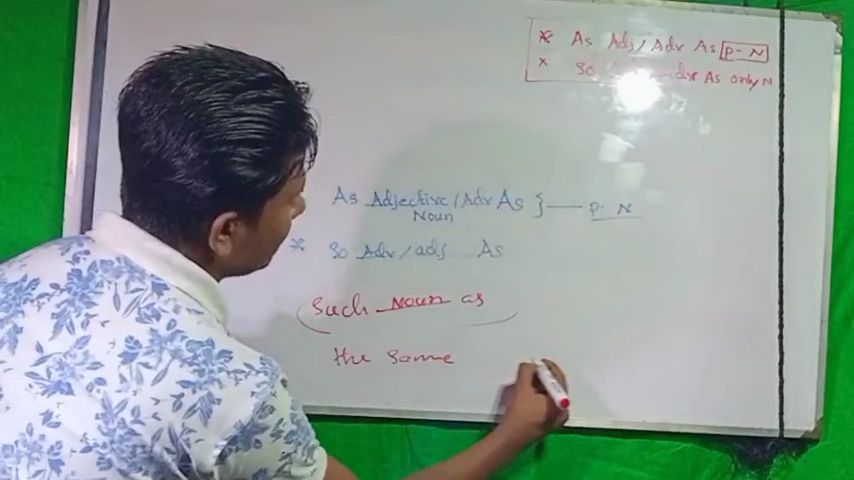 * As Adj/Adv As P- N
* so As only N
As Adjective/Adv As } — P. N
Noun
* so Adv/adj As
(Such Noun as)
the same